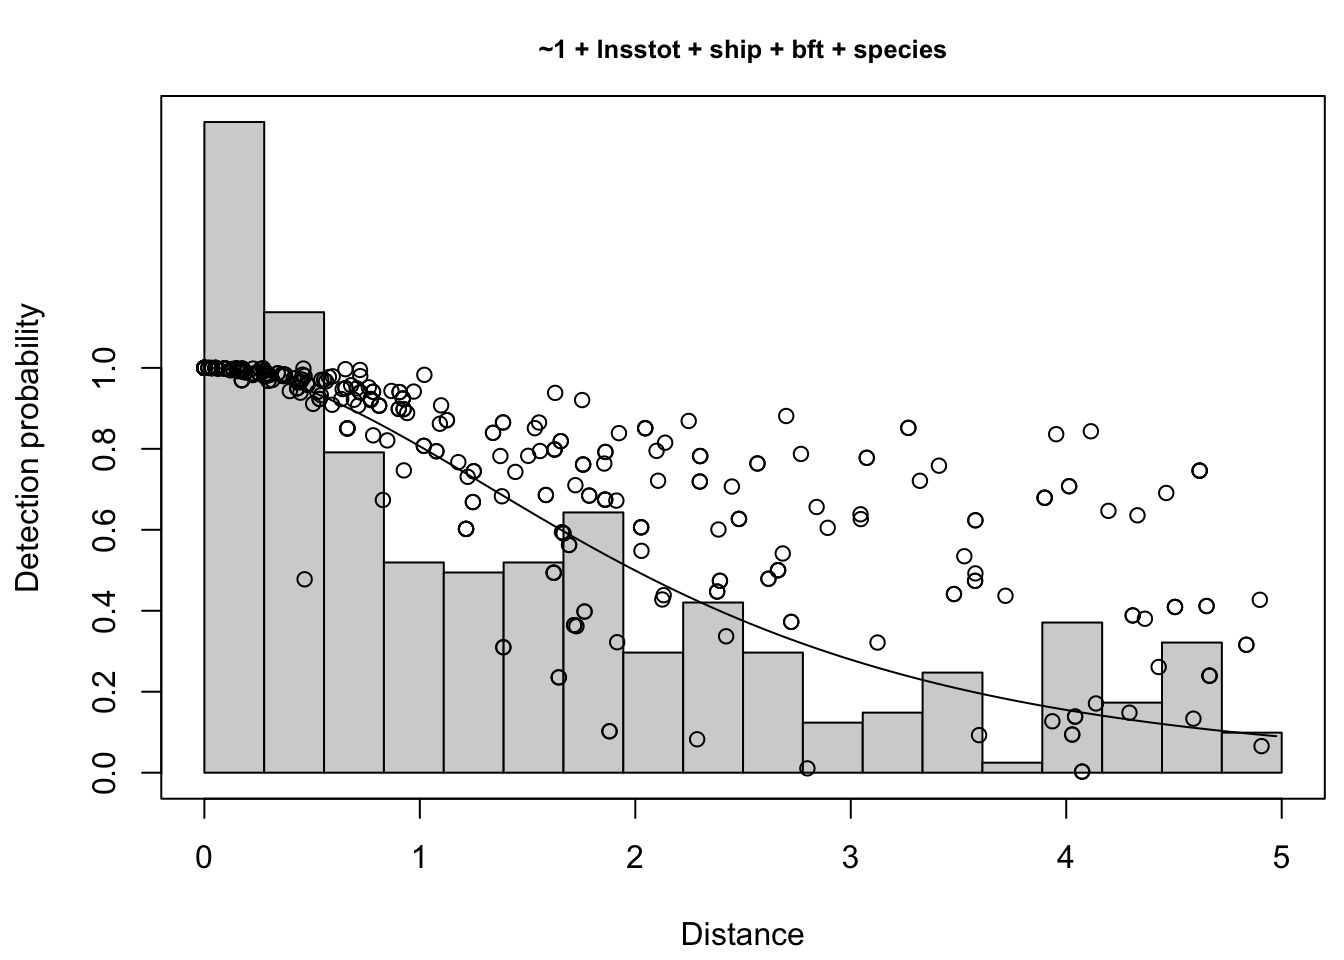 ~1 + lnsstot + ship + bft + species
Detection probability
1.0
0.8
0.6
0.4
0.2
0.0
0 1 2 3 4 5
Distance